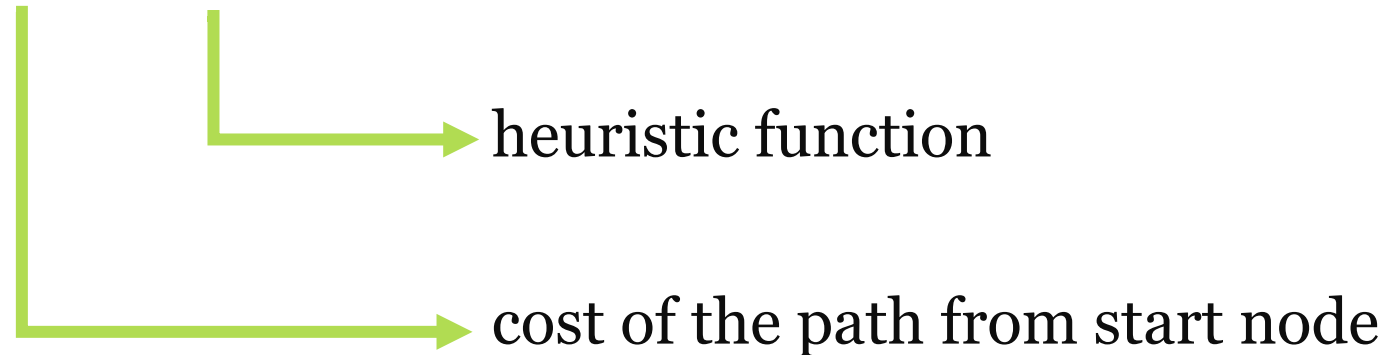 heuristic function
cost of the path from start node